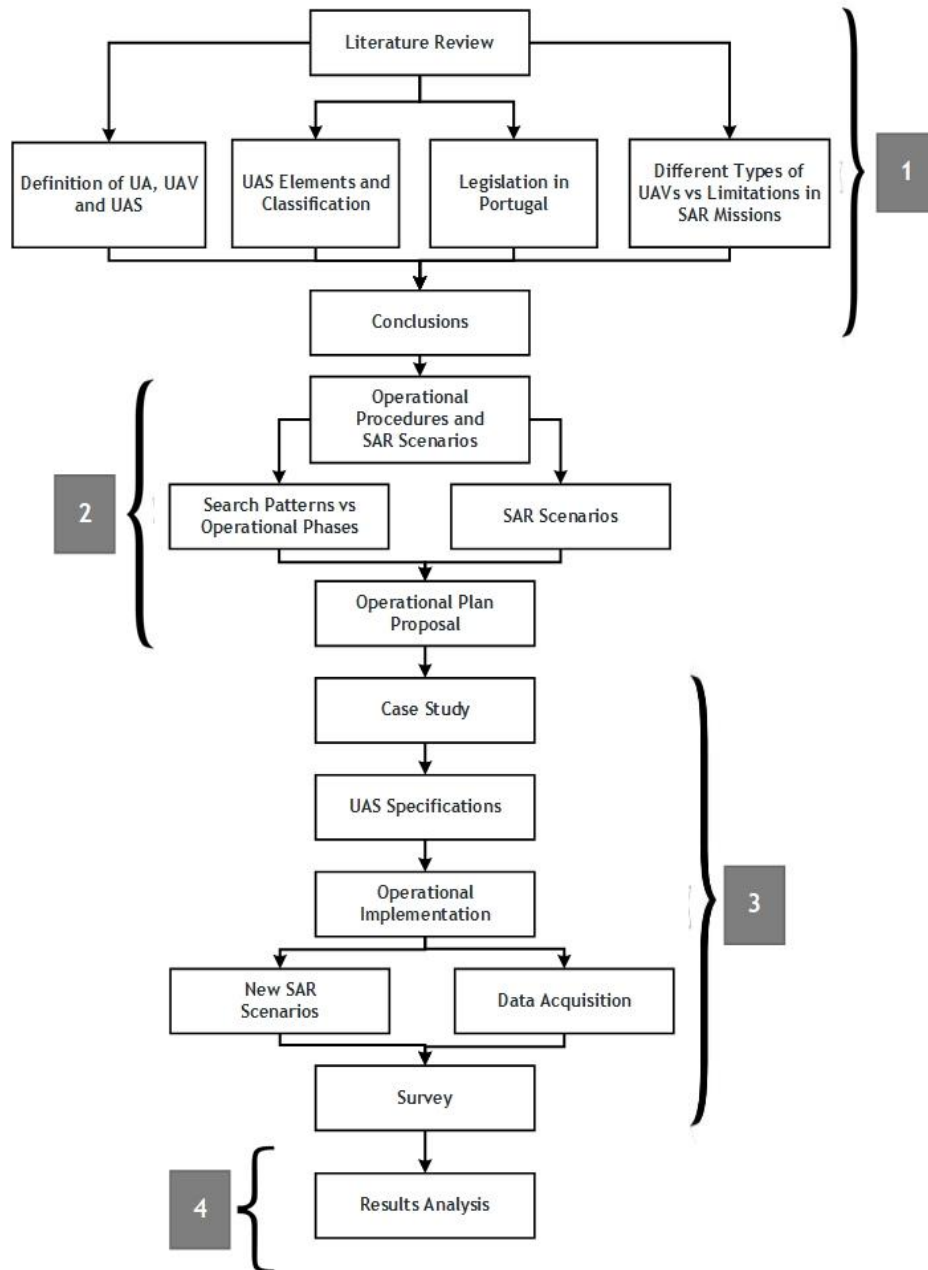 Literature Review
Definition of UA, UAV
and UAS
UAS Elements and
Classification
Legislation in
Portugal
Different Types of
UAVs vs Limitations in
SAR Missions
1
Conclusions
Operational
Procedures and
SAR Scenarios
2
Search Patterns vs
Operational Phases
SAR Scenarios
Operational Plan
Proposal
Case Study
UAS Specifications
Operational
Implementation
3
New SAR
Scenarios
Data Acquisition
Survey
4
Results Analysis